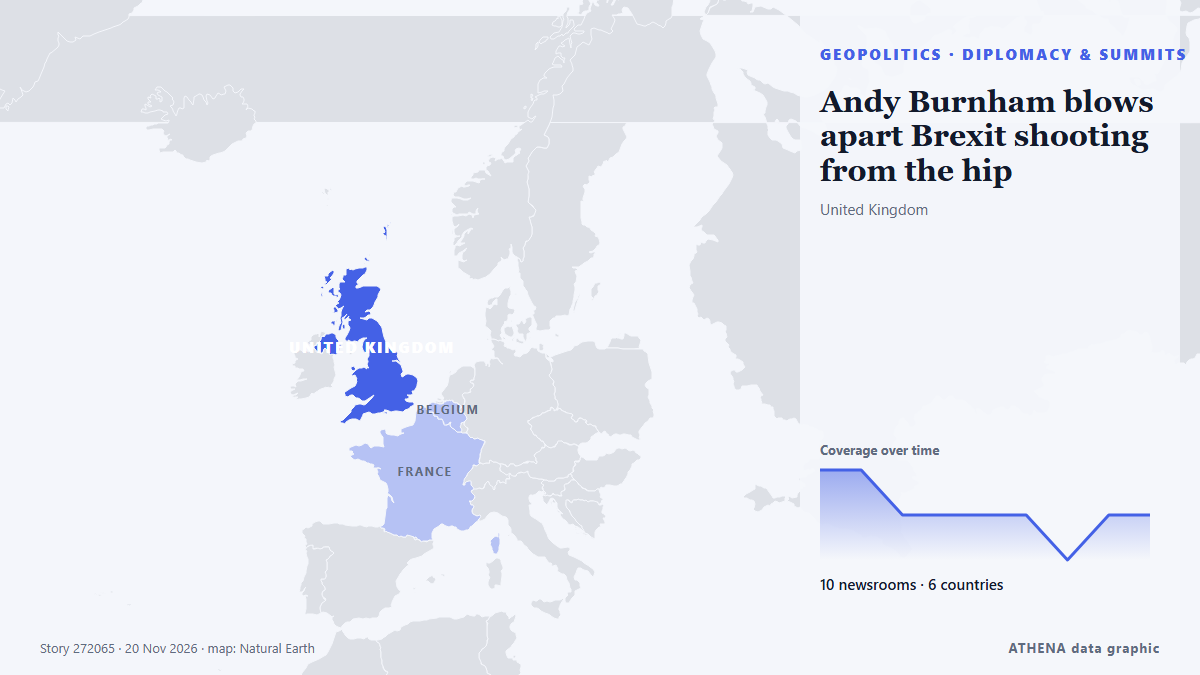 GEOPOLITICS · DIPLOMACY & SUMMITS
Andy Burnham blows
apart Brexit shooting
from the hip
United Kingdom
UNITED KINGDOM
BELGIUM
FRANCE
Coverage over time
10 newsrooms · 6 countries
Story 272065 · 20 Nov 2026 · map: Natural Earth
ATHENA data graphic